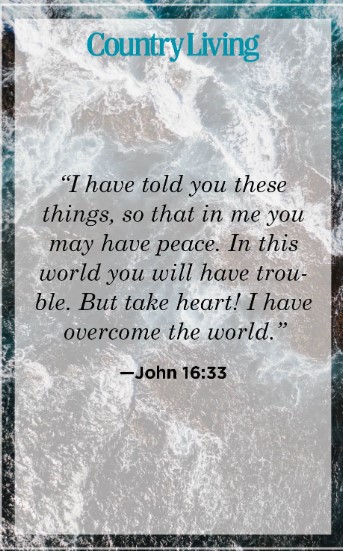 Country Living
“I have told you these
things, so that in me you
may have peace. In this
world you will have trou-
ble. But take heart! I have
overcome the world.”
—John 16:33